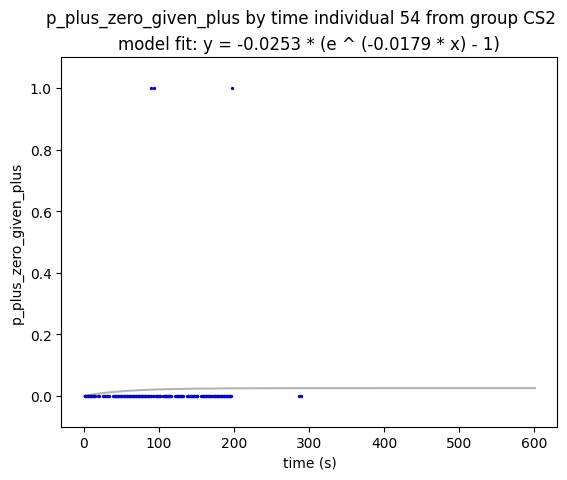 p_plus_zero_given_plus by time individual 54 from group CS2
model fit: y = -0.0253 * (e ^ (-0.0179 * x) - 1)
1.0
0.8
0.6
0.4
0.2
0.0
p_plus_zero_given_plus
0 100 200 300 400 500 600
time (s)